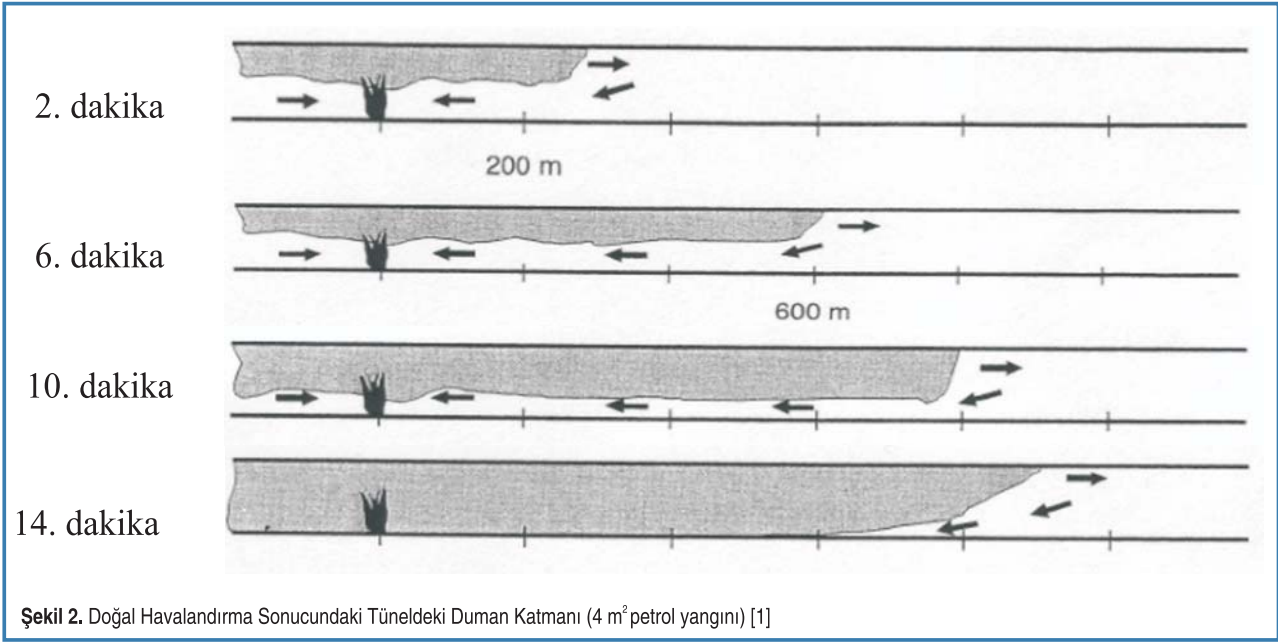 2. dakika
200 m
6. dakika
600 m
10. dakika
14. dakika
Şekil 2. Doğal Havalandırma Sonucundaki Tüneldeki Duman Katmanı (4 m² petrol yangını) [1]